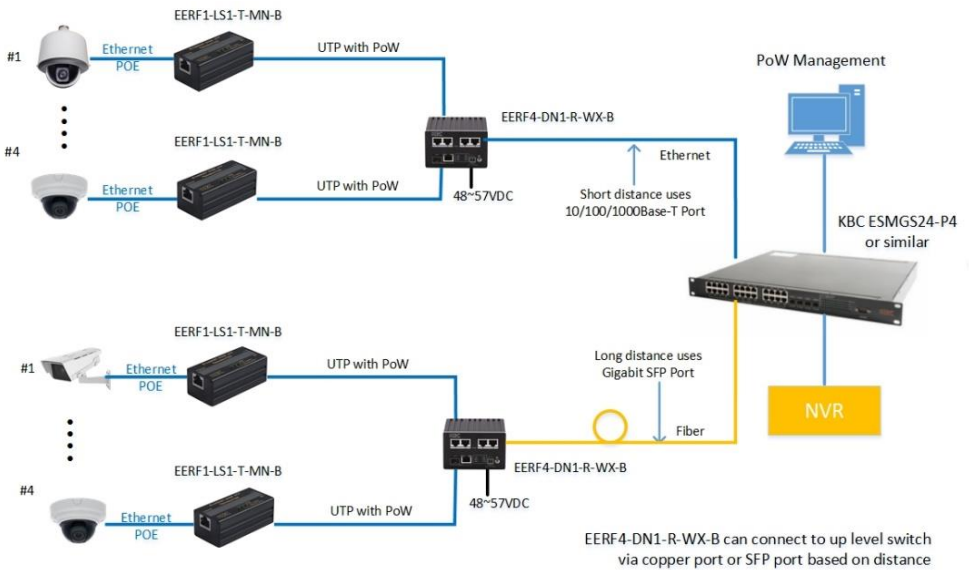 EERF1-LS1-T-MN-B
#1
Ethernet
POE
UTP with PoW
PoW Management
EERF4-DN1-R-WX-B
#4
EERF1-LS1-T-MN-B
Ethernet
POE
UTP with PoW
48~57VDC
Ethernet
Short distance uses
10/100/1000Base-T Port
KBC ESMGS24-P4
or similar
EERF1-LS1-T-MN-B
#1
Ethernet
POE
UTP with PoW
Long distance uses
Gigabit SFP Port
NVR
Fiber
EERF4-DN1-R-WX-B
EERF1-LS1-T-MN-B
#4
Ethernet
POE
UTP with PoW
48~57VDC
EERF4-DN1-R-WX-B can connect to up level switch
via copper port or SFP port based on distance